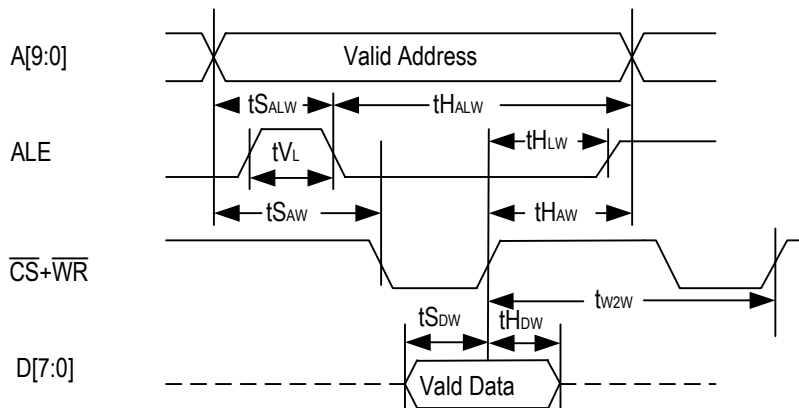 A[9:0]
Valid Address
tSALW
tHALW
ALE
tVL
tHLW
tSAW
tHAW
CS+WR
tW2W
tSDW
tHDW
D[7:0]
Vald Data